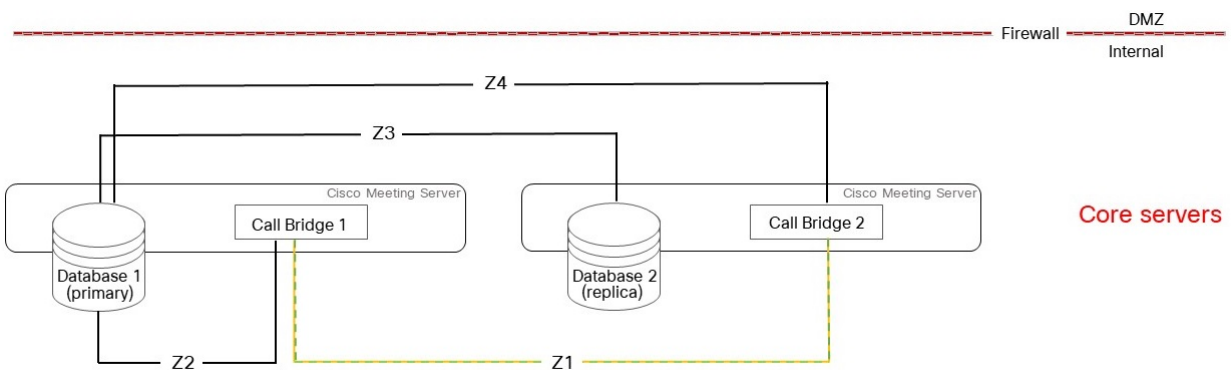 DMZ
Firewall
Internal
Z4
Z3
Cisco Meeting Server
Cisco Meeting Server
Call Bridge 1
Call Bridge 2
Core servers
Database 1
(primary)
Database 2
(replica)
Z2
Z1